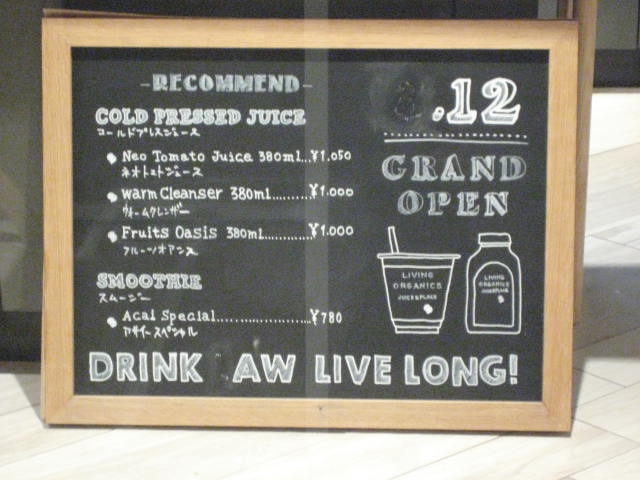 -RECOMMEND-
COLD PRESSED JUICE
コールドプレスジュース
Neo Tomato Juice 380ml...¥1.050
ネオトマトジュース
warm Cleanser 380ml..........¥1.000
ウォームクレンザー
Fruits Oasis 380ml...........¥1.000
フルーツオアシス
SMOOTHIE
スムージー
Acai Special....................¥780
アサイースペシャル
.12
GRAND
OPEN
LIVING
ORGANICS
JUICE&PLACE
LIVING
ORGANICS
DRINK AW LIVE LONG!